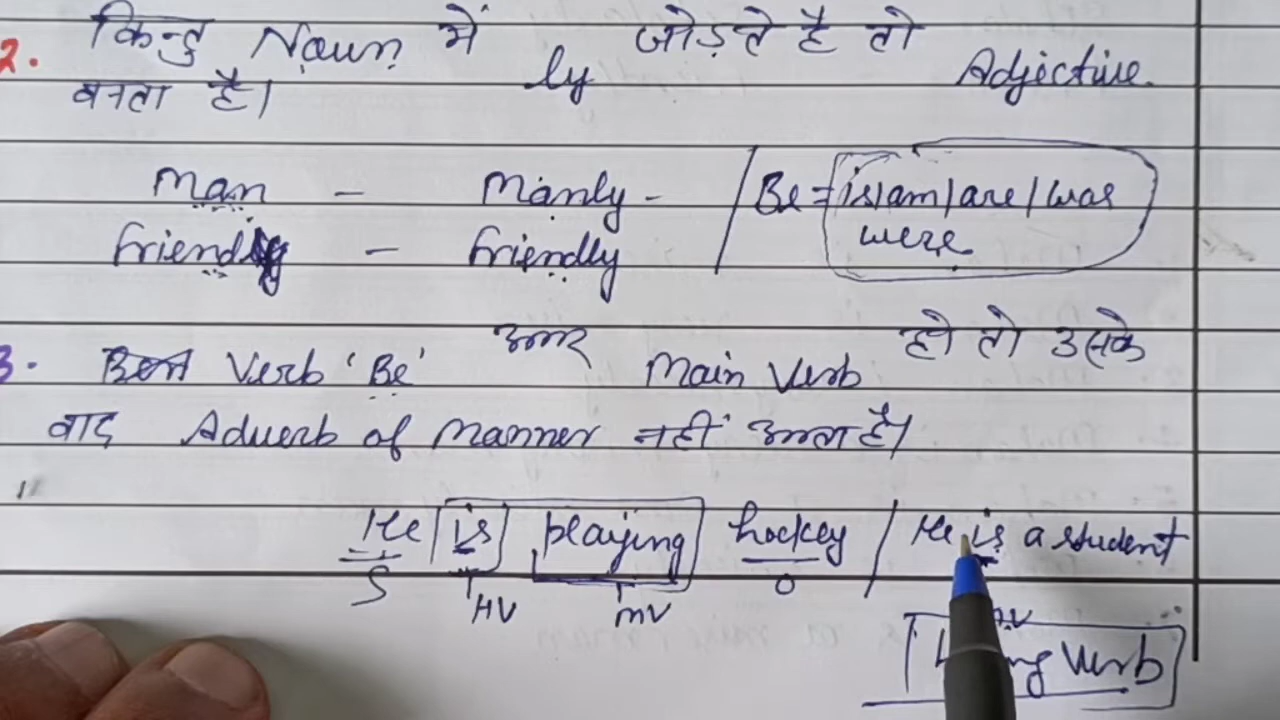 2. किन्तु Noun में ly जोड़ते है तो Adjective.
बनता है।
man - Manly - / Be = is/am/are/was
friend - friendly were.
3. Verb 'Be' अगर Main Verb हो तो उसके
बाद Adverb of manner नहीं आता है।
He is playing hockey / He is a student
S HV mV O
Verb